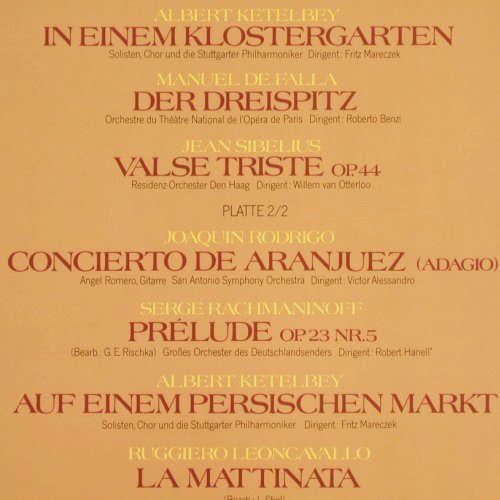 ALBERT KETELBEY
IN EINEM KLOSTERGARTEN
Solisten, Chor und die Stuttgarter Philharmoniker Dirigent: Fritz Mareczek
MANUEL DE FALLA
DER DREISPITZ
Orchestre du Théâtre National de l'Opéra de Paris Dirigent: Roberto Benzi
JEAN SIBELIUS
VALSE TRISTE OP.44
Residenz-Orchester Den Haag Dirigent: Willem van Otterloo
PLATTE 2/2
JOAQUIN RODRIGO
CONCIERTO DE ARANJUEZ (ADAGIO)
Angel Romero, Gitarre San Antonio Symphony Orchestra Dirigent: Victor Alessandro
SERGE RACHMANINOFF
PRÉLUDE OP.23 NR.5
(Bearb.: G. E. Rischka) Großes Orchester des Deutschlandsenders Dirigent: Robert Hanell*
ALBERT KETELBEY
AUF EINEM PERSISCHEN MARKT
Solisten, Chor und die Stuttgarter Philharmoniker Dirigent: Fritz Mareczek
RUGGIERO LEONCAVALLO
LA MATTINATA
(Bearb.: L. Stiel)